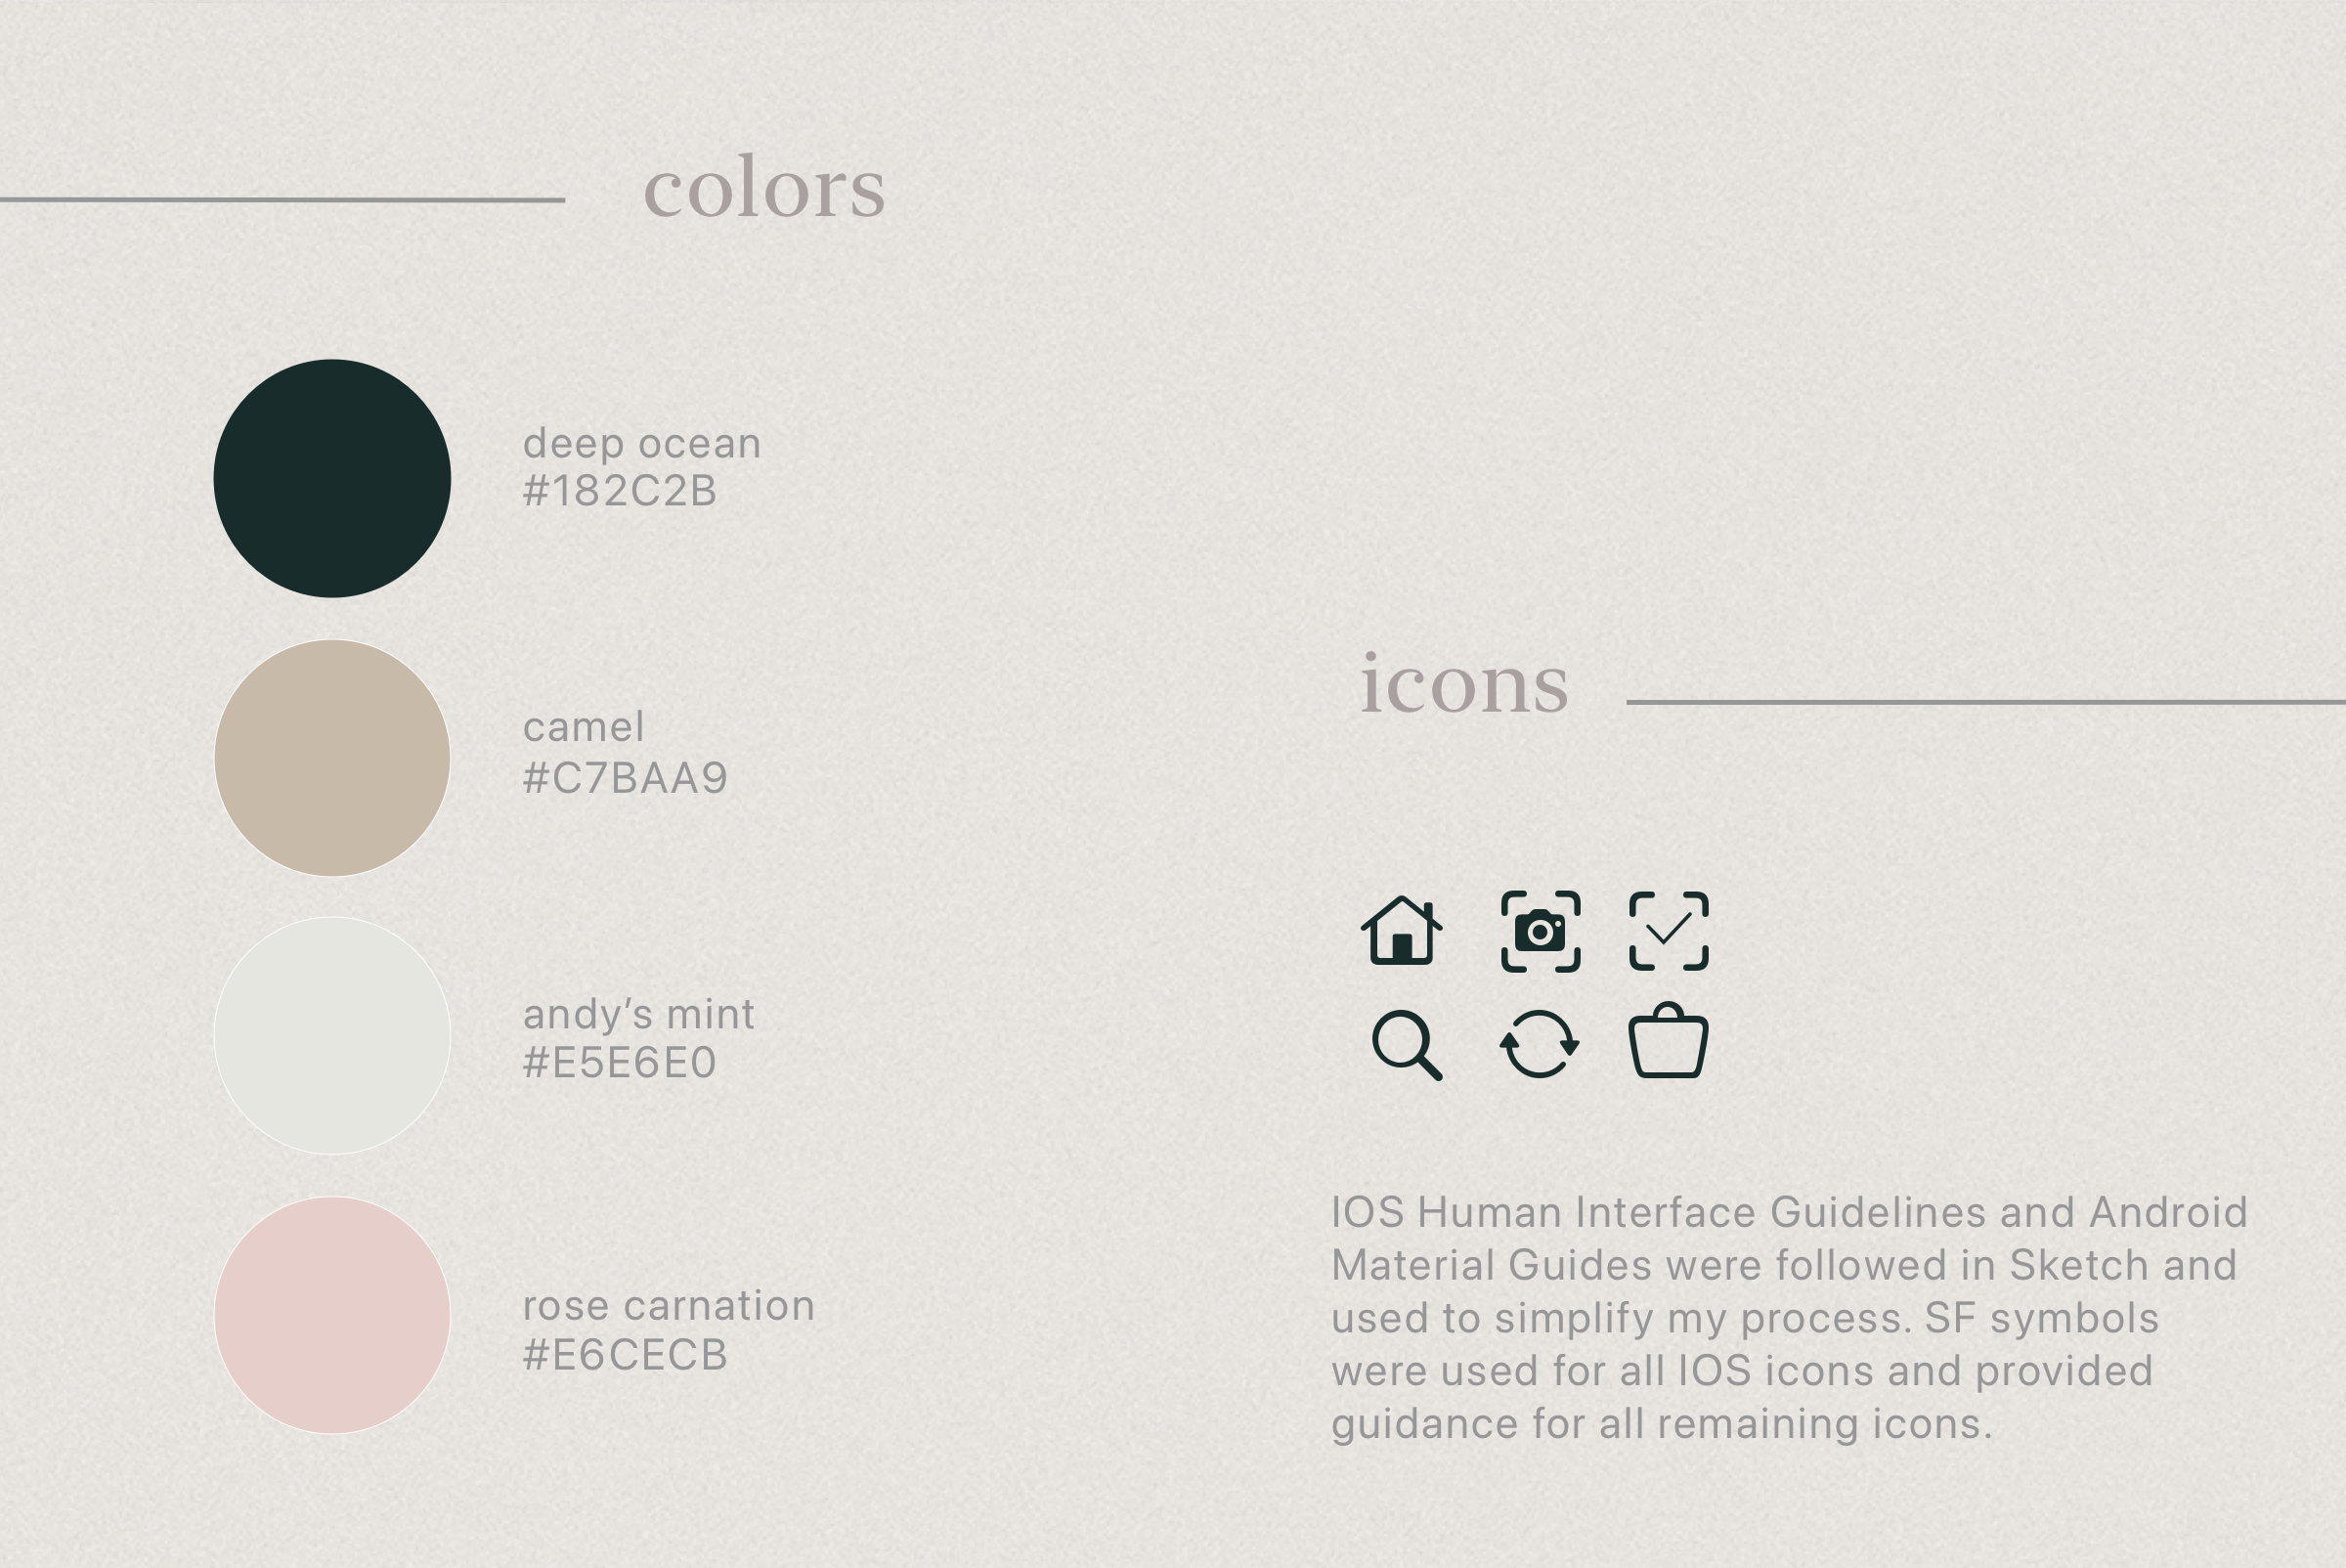 colors
deep ocean
#182C2B
camel
#C7BAA9
andy’s mint
#E5E6E0
rose carnation
#E6CECB
icons
IOS Human Interface Guidelines and Android
Material Guides were followed in Sketch and
used to simplify my process. SF symbols
were used for all IOS icons and provided
guidance for all remaining icons.